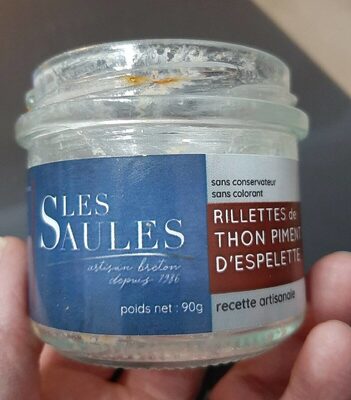 LES
SAULES
artisan breton
depuis 1986
poids net : 90g
sans conservateur
sans colorant
RILLETTES de
THON PIMENT
D'ESPELETTE
recette artisanale